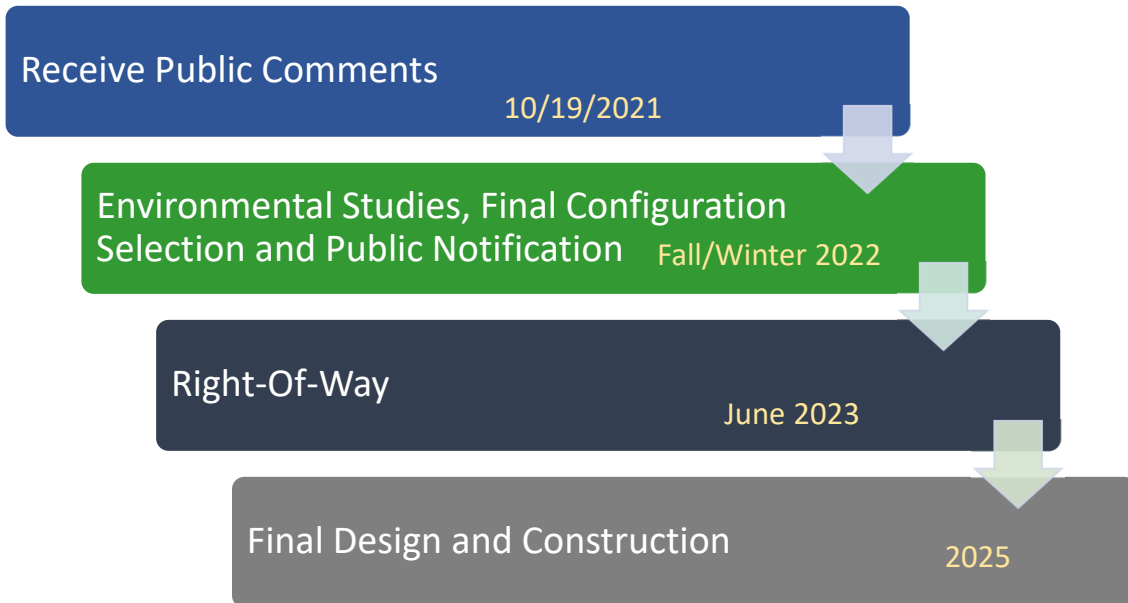 Receive Public Comments
10/19/2021
Environmental Studies, Final Configuration
Selection and Public Notification
Fall/Winter 2022
Right-Of-Way
June 2023
Final Design and Construction
2025